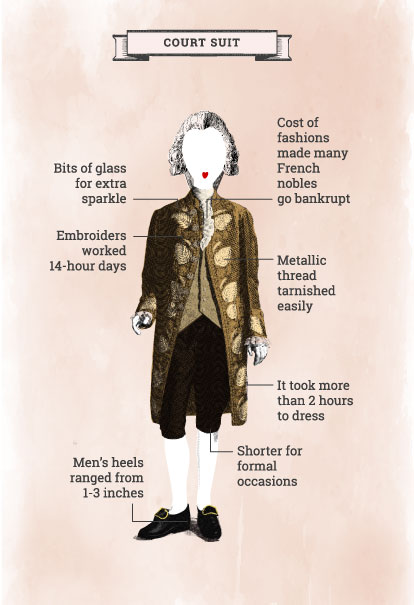 COURT SUIT
Cost of
fashions
made many
French
nobles
go bankrupt
Bits of glass
for extra
sparkle
Embroiders
worked
14-hour days
Metallic
thread
tarnished
easily
It took more
than 2 hours
to dress
Shorter for
formal
occasions
Men's heels
ranged from
1-3 inches